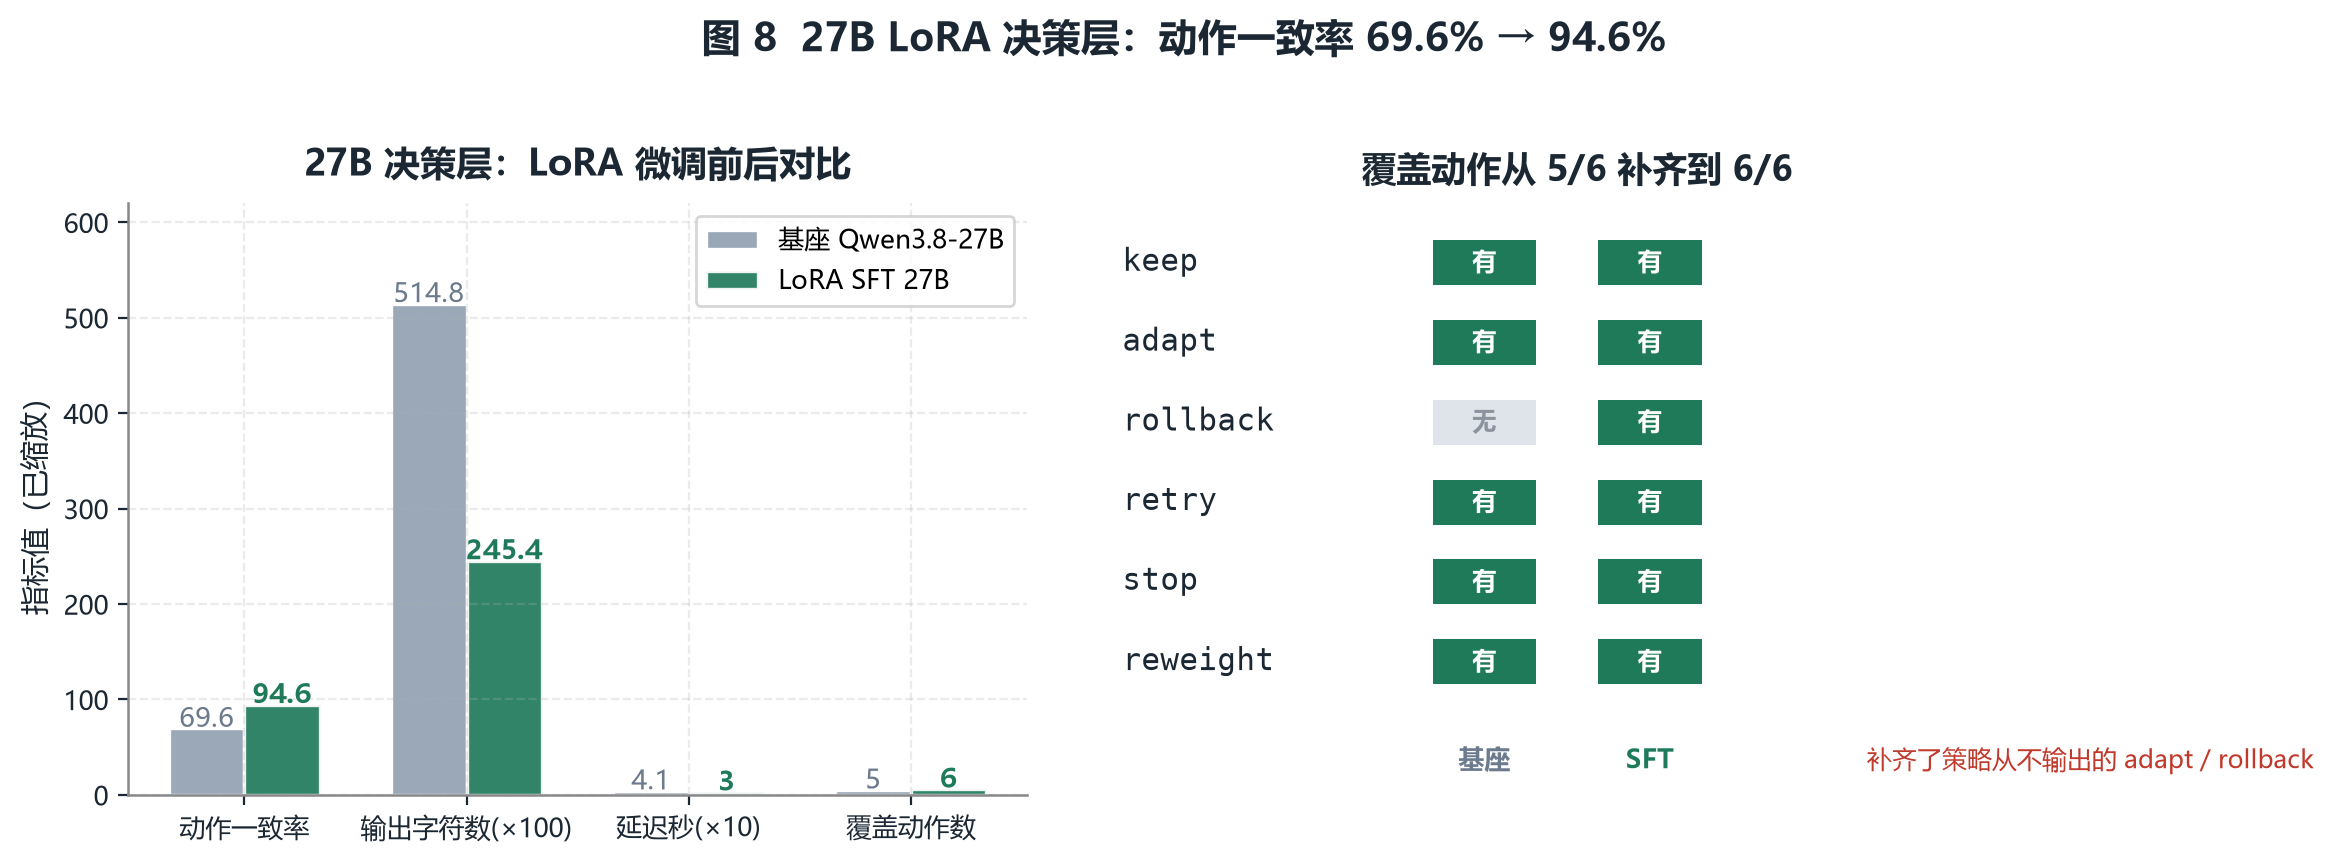 图 8  27B LoRA 决策层：动作一致率 69.6% → 94.6%
27B 决策层：LoRA 微调前后对比
指标值（已缩放）
600
500
400
300
200
100
0
基座 Qwen3.8-27B
LoRA SFT 27B
69.6
94.6
514.8
245.4
4.1
3
5
6
动作一致率
输出字符数(×100)
延迟秒(×10)
覆盖动作数
覆盖动作从 5/6 补齐到 6/6
keep 有 有
adapt 有 有
rollback 无 有
retry 有 有
stop 有 有
reweight 有 有
基座 SFT
补齐了策略从不输出的 adapt / rollback